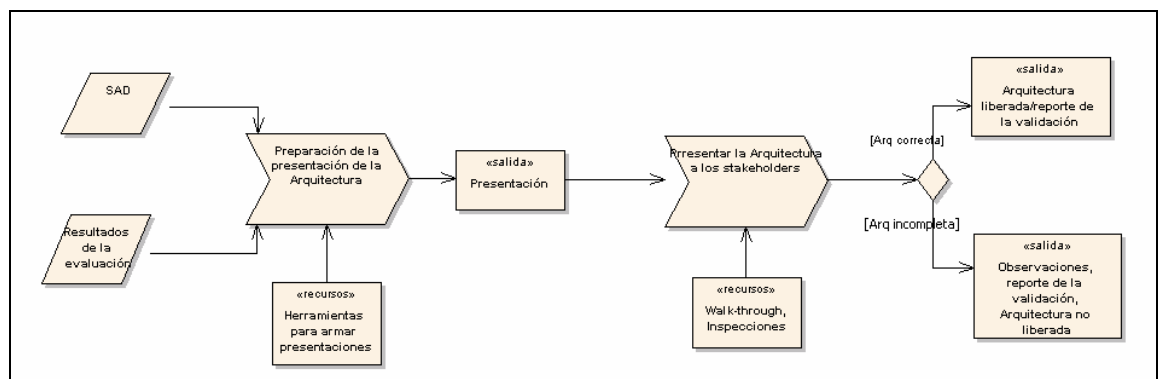 SAD
Resultados
de la
evaluación
Preparación de la
presentación de la
Arquitectura
«recursos»
Herramientas
para armar
presentaciones
«salida»
Presentación
Prresentar la Arquitectura
a los stakeholders
«recursos»
Walk-through,
Inspecciones
[Arq correcta]
[Arq incompleta]
«salida»
Arquitectura
liberada/reporte de
la validación
«salida»
Observaciones,
reporte de la
validación,
Arquitectura no
liberada